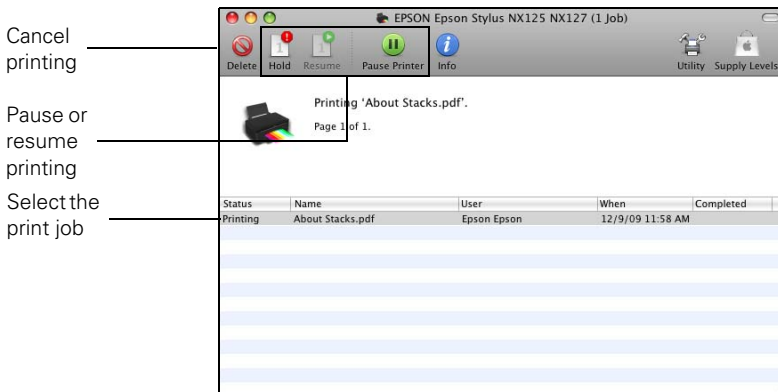 Cancel
printing
Pause or
resume
printing
Select the
print job
EPSON Epson Stylus NX125 NX127 (1 Job)
Delete Hold Resume Pause Printer Info Utility Supply Levels
Printing ‘About Stacks.pdf’.
Page 1 of 1.
Status Name User When Completed
Printing About Stacks.pdf Epson Epson 12/9/09 11:58 AM